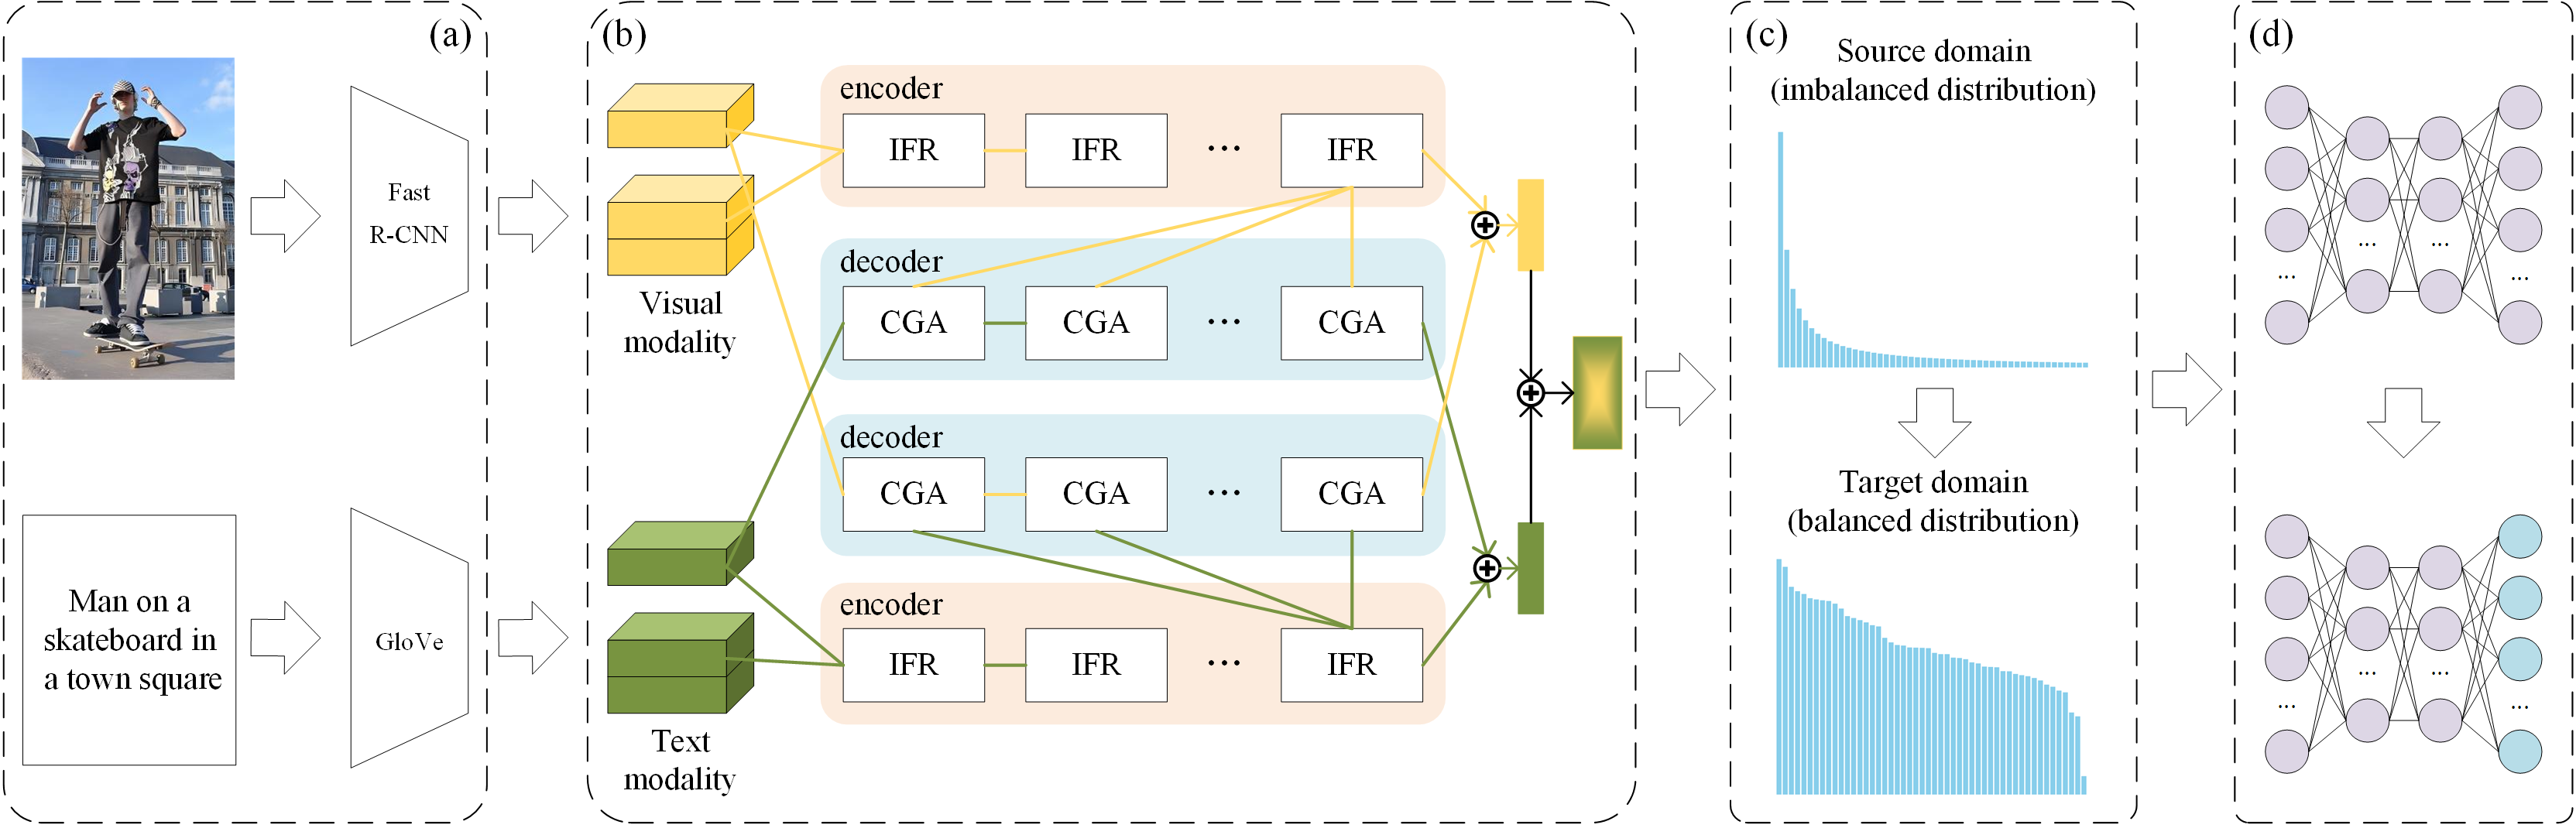 (a)
Fast
R-CNN
Man on a
skateboard in
a town square
GloVe
(b)
Visual
modality
Text
modality
encoder
IFR
IFR
...
IFR
decoder
CGA
CGA
...
CGA
decoder
CGA
CGA
...
CGA
encoder
IFR
IFR
...
IFR
(c)
Source domain
(imbalanced distribution)
Target domain
(balanced distribution)
(d)
...
...
...
...
...
...
...
...